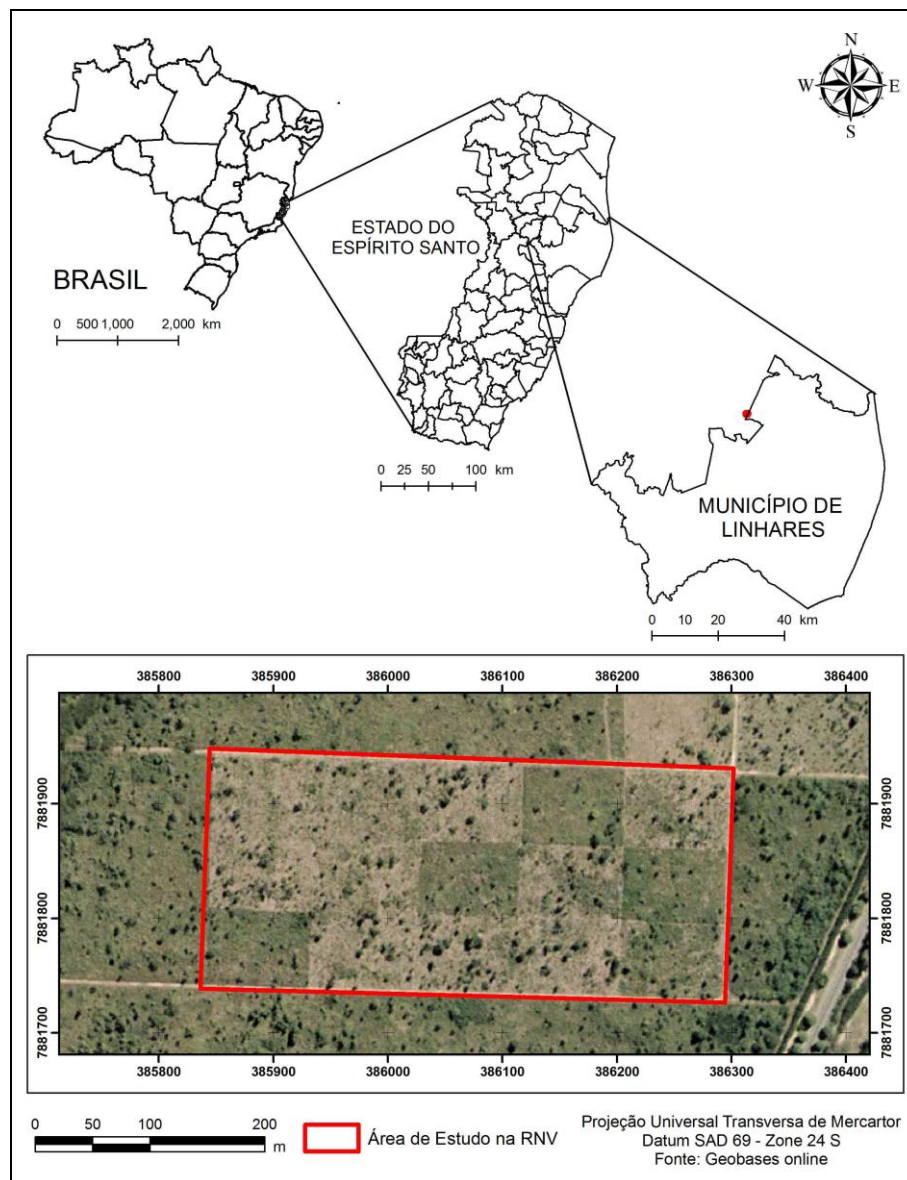 N
W E
S
BRASIL
0 500 1,000 2,000 km
ESTADO DO
ESPÍRITO SANTO
0 25 50 100 km
MUNICÍPIO DE
LINHARES
0 10 20 40 km
385800 385900 386000 386100 386200 386300 386400
7881900 7881900
7881800 7881800
7881700 7881700
385800 385900 386000 386100 386200 386300 386400
0 50 100 200
m
Área de Estudo na RNV
Projeção Universal Transversa de Mercartor
Datum SAD 69 - Zone 24 S
Fonte: Geobases online